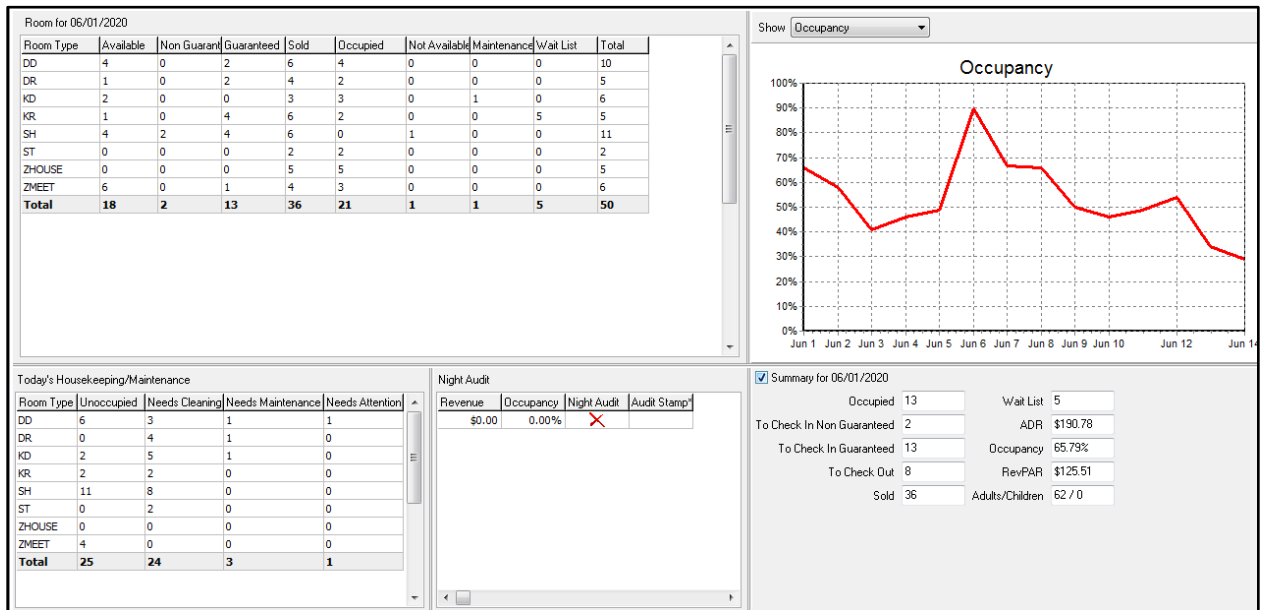 Room for 06/01/2020
Room Type Available Non Guarant Guaranteed Sold Occupied Not Available Maintenance Wait List Total
DD 4 0 2 6 4 0 0 0 10
DR 1 0 2 4 2 0 0 0 5
KD 2 0 0 3 3 0 1 0 6
KR 1 0 4 6 2 0 0 5 5
SH 4 2 4 6 0 1 0 0 11
ST 0 0 0 2 2 0 0 0 2
ZHOUSE 0 0 0 5 5 0 0 0 5
ZMEET 6 0 1 4 3 0 0 0 6
Total 18 2 13 36 21 1 1 5 50
Show Occupancy
Occupancy
100%
90%
80%
70%
60%
50%
40%
30%
20%
10%
0%
Jun 1 Jun 2 Jun 3 Jun 4 Jun 5 Jun 6 Jun 7 Jun 8 Jun 9 Jun 10 Jun 12 Jun 14
Today's Housekeeping/Maintenance
Room Type Unoccupied Needs Cleaning Needs Maintenance Needs Attention
DD 6 3 1 1
DR 0 4 1 0
KD 2 5 1 0
KR 2 2 0 0
SH 11 8 0 0
ST 0 2 0 0
ZHOUSE 0 0 0 0
ZMEET 4 0 0 0
Total 25 24 3 1
Night Audit
Revenue Occupancy Night Audit Audit Stamp"
$0.00 0.00%
Summary for 06/01/2020
Occupied 13 Wait List 5
To Check In Non Guaranteed 2 ADR $190.78
To Check In Guaranteed 13 Occupancy 65.79%
To Check Out 8 RevPAR $125.51
Sold 36 Adults/Children 62 / 0